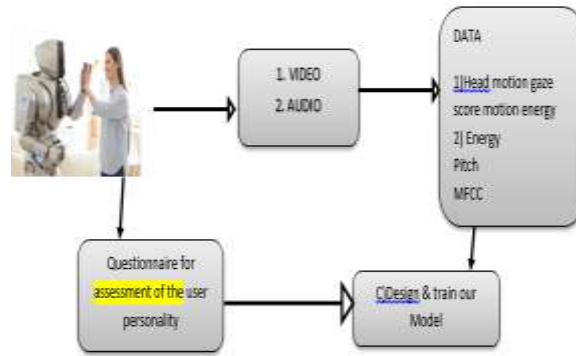 1. VIDEO
2. AUDIO
DATA
1)Head motion gaze
score motion energy
2) Energy
Pitch
MFCC
Questionnaire for
assessment of the user
personality
C)Design & train our
Model